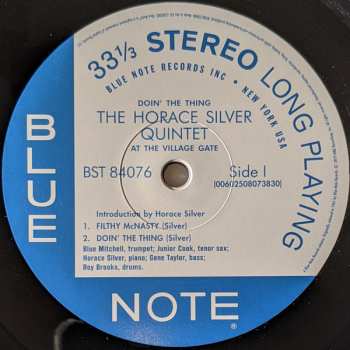 33 1/3 STEREO LONG PLAYING
BLUE NOTE RECORDS INC • NEW YORK USA
DOIN' THE THING
THE HORACE SILVER
QUINTET
AT THE VILLAGE GATE
BST 84076 Side I
(00602508073830)
Introduction by Horace Silver
1. FILTHY McNASTY (Silver)
2. DOIN' THE THING (Silver)
Blue Mitchell, trumpet; Junior Cook, tenor sax;
Horace Silver, piano; Gene Taylor, bass;
Roy Brooks, drums.
BLUE
NOTE ®